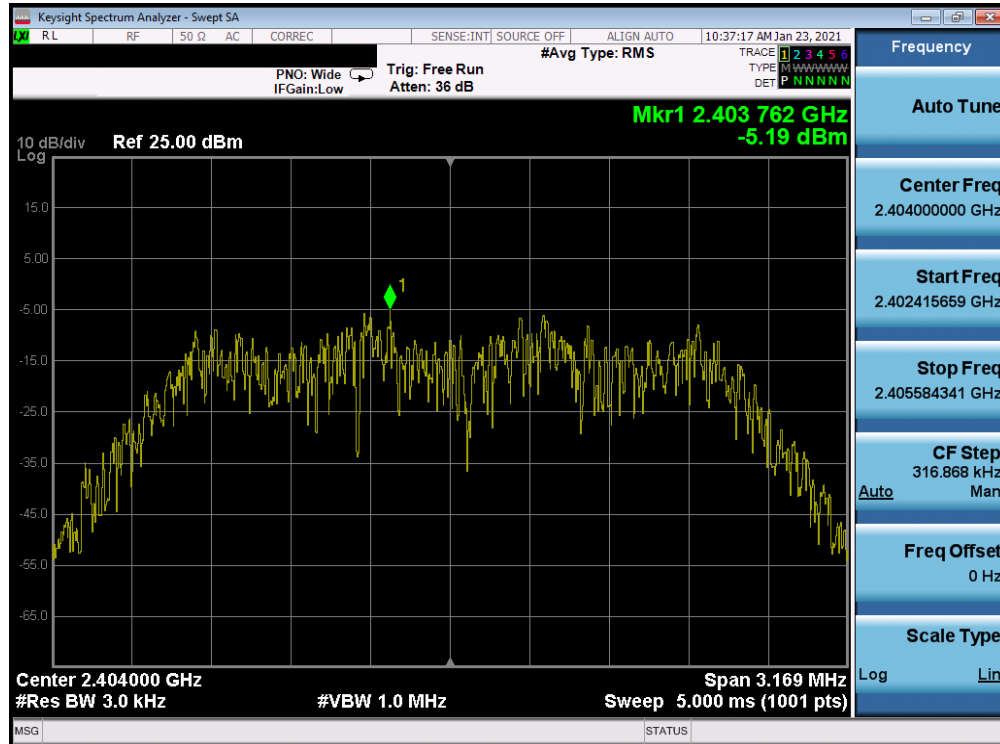 Keysight Spectrum Analyzer - Swept SA
LXI RL RF 50 Ω AC CORREC SENSE:INT SOURCE OFF ALIGN AUTO 10:37:17 AM Jan 23, 2021
#Avg Type: RMS
TRACE 1 2 3 4 5 6
PNO: Wide
Trig: Free Run
TYPE M WWWWW
IFGain:Low
Atten: 36 dB
DET P N N N N N
Mkr1 2.403 762 GHz
-5.19 dBm
10 dB/div Ref 25.00 dBm
Log
15.0
5.00
1
-5.00
-15.0
-25.0
-35.0
-45.0
-55.0
-65.0
Center 2.404000 GHz
Span 3.169 MHz
#Res BW 3.0 kHz
#VBW 1.0 MHz
Sweep 5.000 ms (1001 pts)
MSG
STATUS
Frequency
Auto Tune
Center Freq
2.404000000 GHz
Start Freq
2.402415659 GHz
Stop Freq
2.405584341 GHz
CF Step
316.868 kHz
Auto Man
Freq Offset
0 Hz
Scale Type
Log Lin